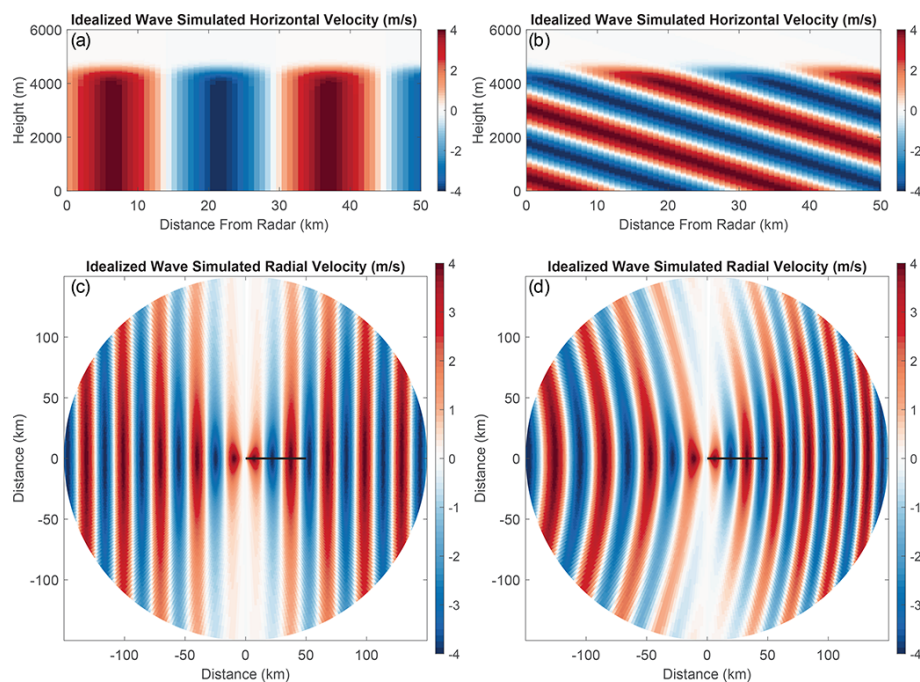 Idealized Wave Simulated Horizontal Velocity (m/s)
(a)
6000
4000
2000
0
Height (m)
0 10 20 30 40 50
Distance From Radar (km)
4
2
0
-2
-4
Idealized Wave Simulated Horizontal Velocity (m/s)
(b)
6000
4000
2000
0
Height (m)
0 10 20 30 40 50
Distance From Radar (km)
4
2
0
-2
-4
Idealized Wave Simulated Radial Velocity (m/s)
(c)
100
50
0
-50
-100
Distance (km)
-100 -50 0 50 100
Distance (km)
4
3
2
1
0
-1
-2
-3
-4
Idealized Wave Simulated Radial Velocity (m/s)
(d)
100
50
0
-50
-100
Distance (km)
-100 -50 0 50 100
Distance (km)
4
3
2
1
0
-1
-2
-3
-4